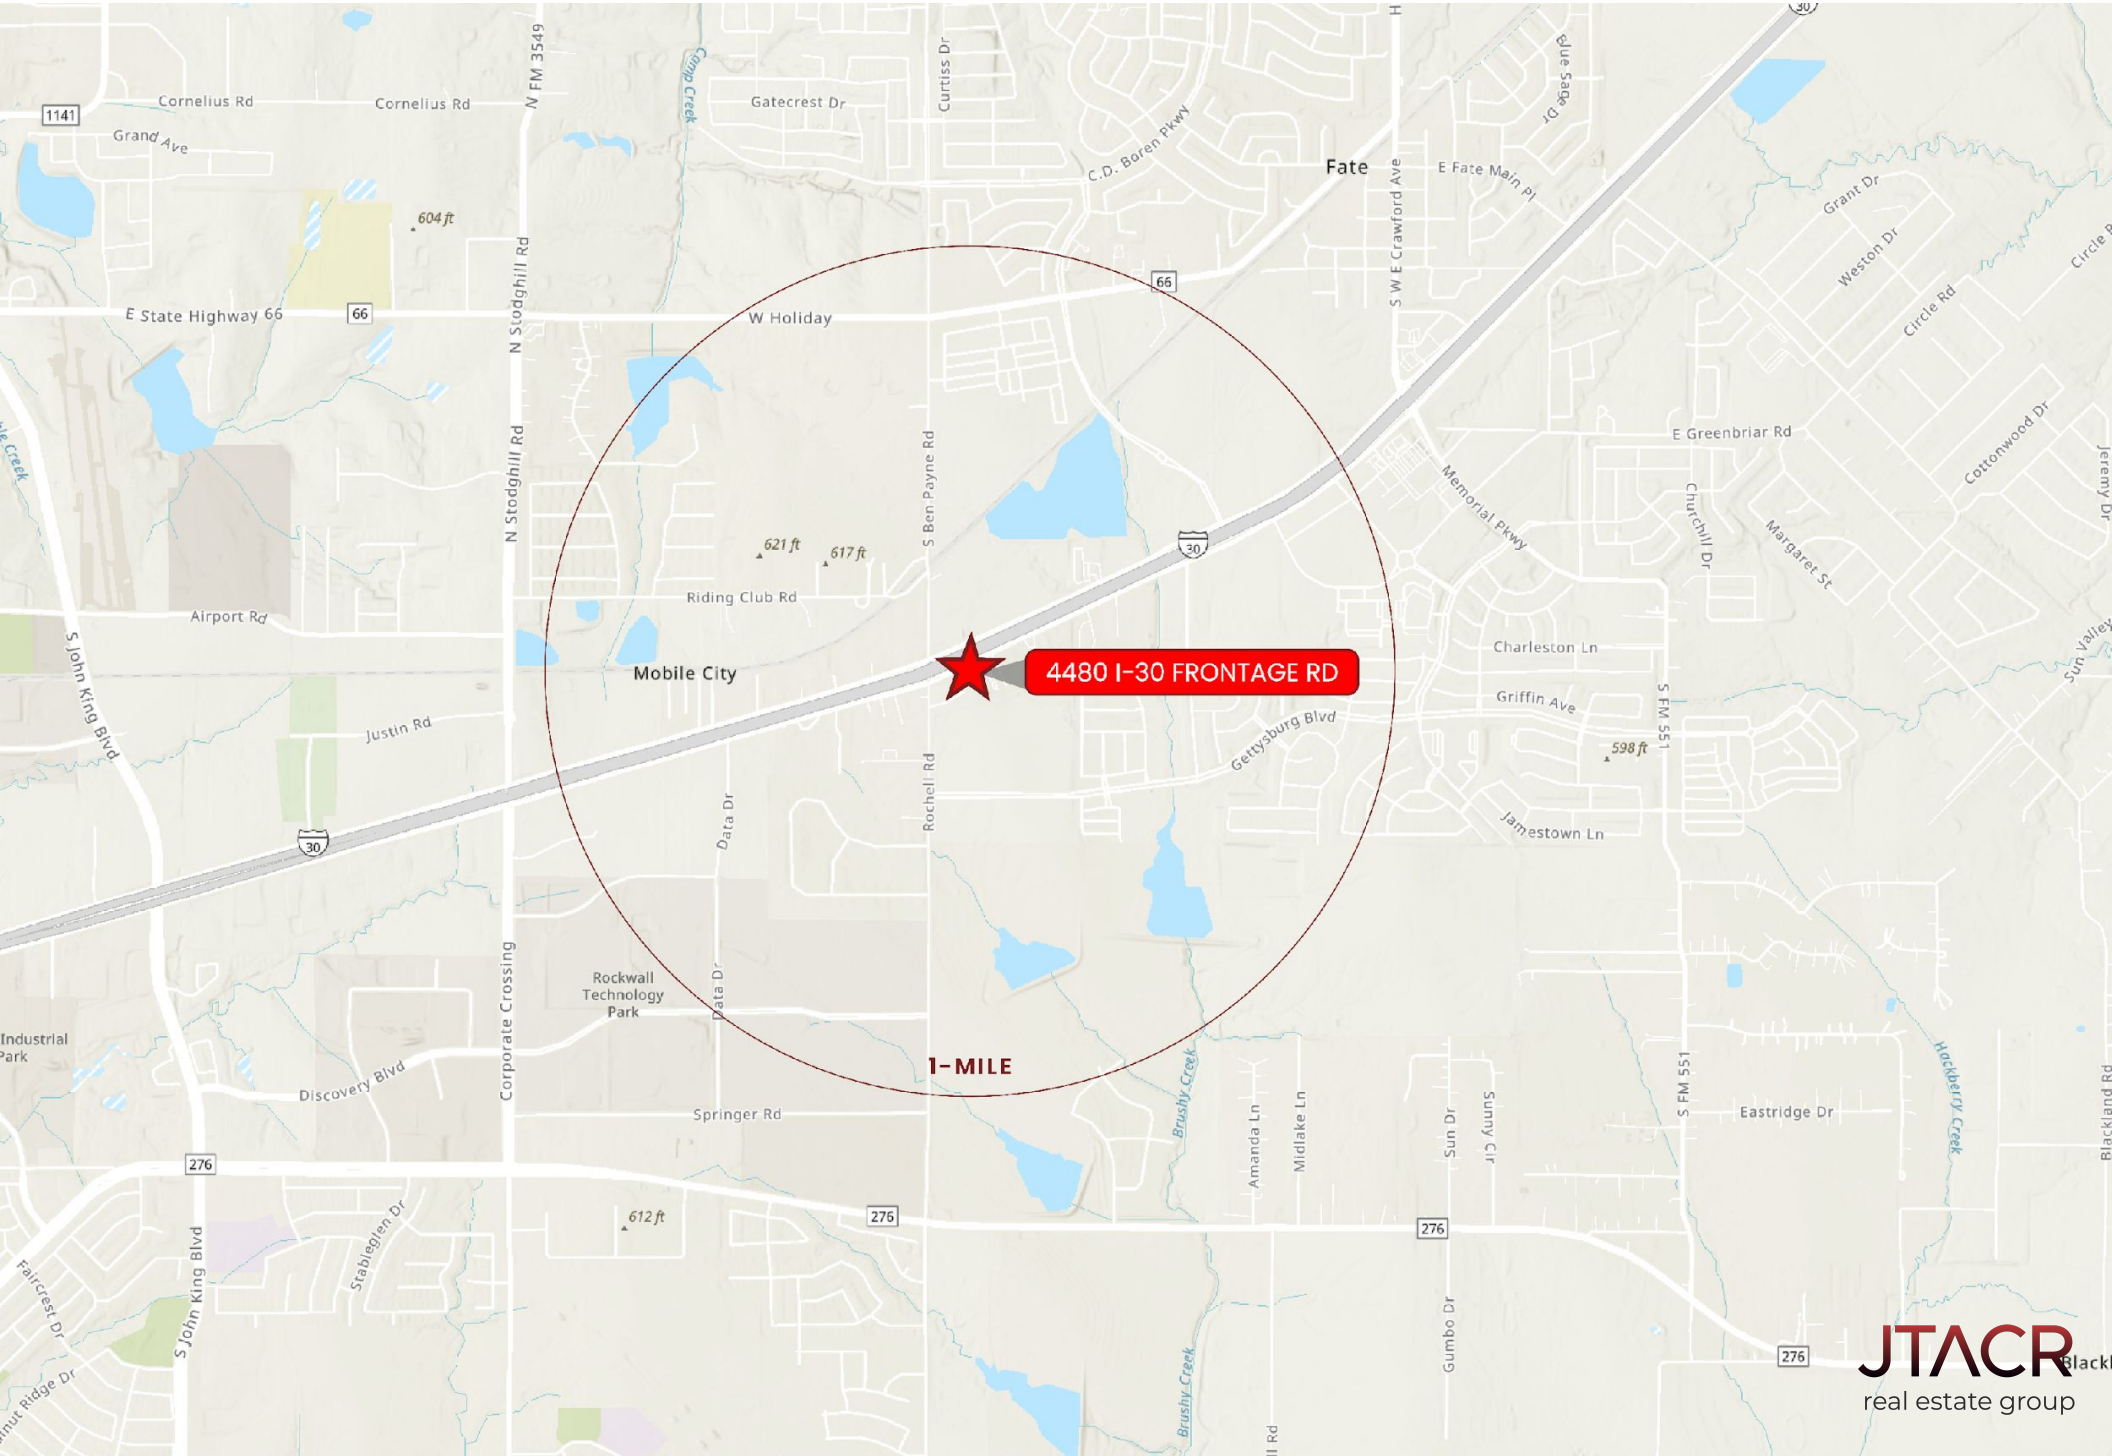 30
N FM 3549
Camp Creek
Curtiss Dr
H
Blue Sage Dr
Cornelius Rd
Cornelius Rd
Gatecrest Dr
1141
Grand Ave
C.D. Boren Pkwy
Fate
E Fate Main Pl
S W E Crawford Ave
Grant Dr
Weston Dr
Circle Rd
604 ft
N Stodghill Rd
66
E State Highway 66
66
W Holiday
N Stodghill Rd
S Ben Payne Rd
E Greenbriar Rd
Cottonwood Dr
Jeremy Dr
Creek
Memorial Pkwy
Churchill Dr
Margaret St
621 ft
617 ft
30
Riding Club Rd
Airport Rd
S John King Blvd
Mobile City
4480 I-30 FRONTAGE RD
Charleston Ln
Sun Valley
Griffin Ave
S FM 551
Justin Rd
Gettysburg Blvd
598 ft
Data Dr
Rochell Rd
Jamestown Ln
30
Corporate Crossing
Rockwall
Technology
Park
Data Dr
Industrial
Park
1-MILE
Discovery Blvd
Springer Rd
Brushy Creek
Amanda Ln
Midlake Ln
Sun Dr
Sunny Cir
S FM 551
Eastridge Dr
Hackberry Creek
Blackland Rd
276
276
276
612 ft
Stableglen Dr
S John King Blvd
Faircrest Dr
Gumbo Dr
Brushy Creek
276
JTACR
real estate group